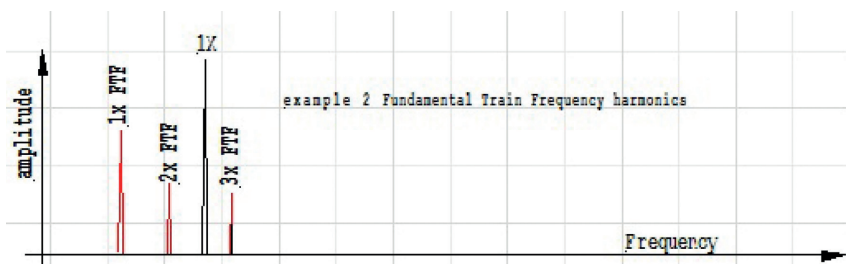 1X
1x FTF
2x FTF
3x FTF
example 2 Fundamental Train Frequency harmonics
amplitude
Frequency